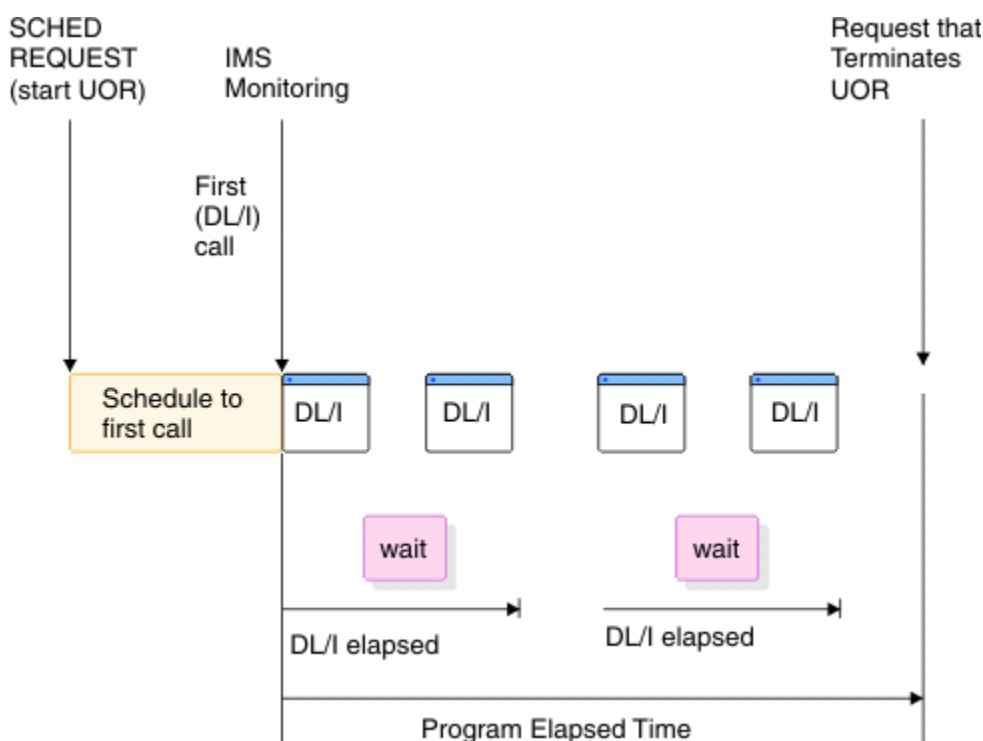 SCHED
REQUEST
(start UOR)
IMS
Monitoring
Request that
Terminates
UOR
First
(DL/I)
call
Schedule to
first call
DL/I
DL/I
DL/I
DL/I
wait
wait
DL/I elapsed
DL/I elapsed
Program Elapsed Time